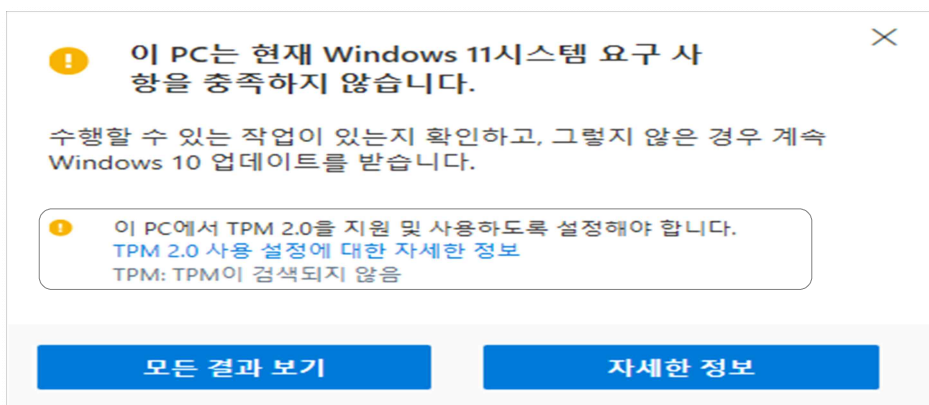 이 PC는 현재 Windows 11시스템 요구 사
항을 충족하지 않습니다.
수행할 수 있는 작업이 있는지 확인하고, 그렇지 않은 경우 계속
Windows 10 업데이트를 받습니다.
이 PC에서 TPM 2.0을 지원 및 사용하도록 설정해야 합니다.
TPM 2.0 사용 설정에 대한 자세한 정보
TPM: TPM이 검색되지 않음
모든 결과 보기
자세한 정보